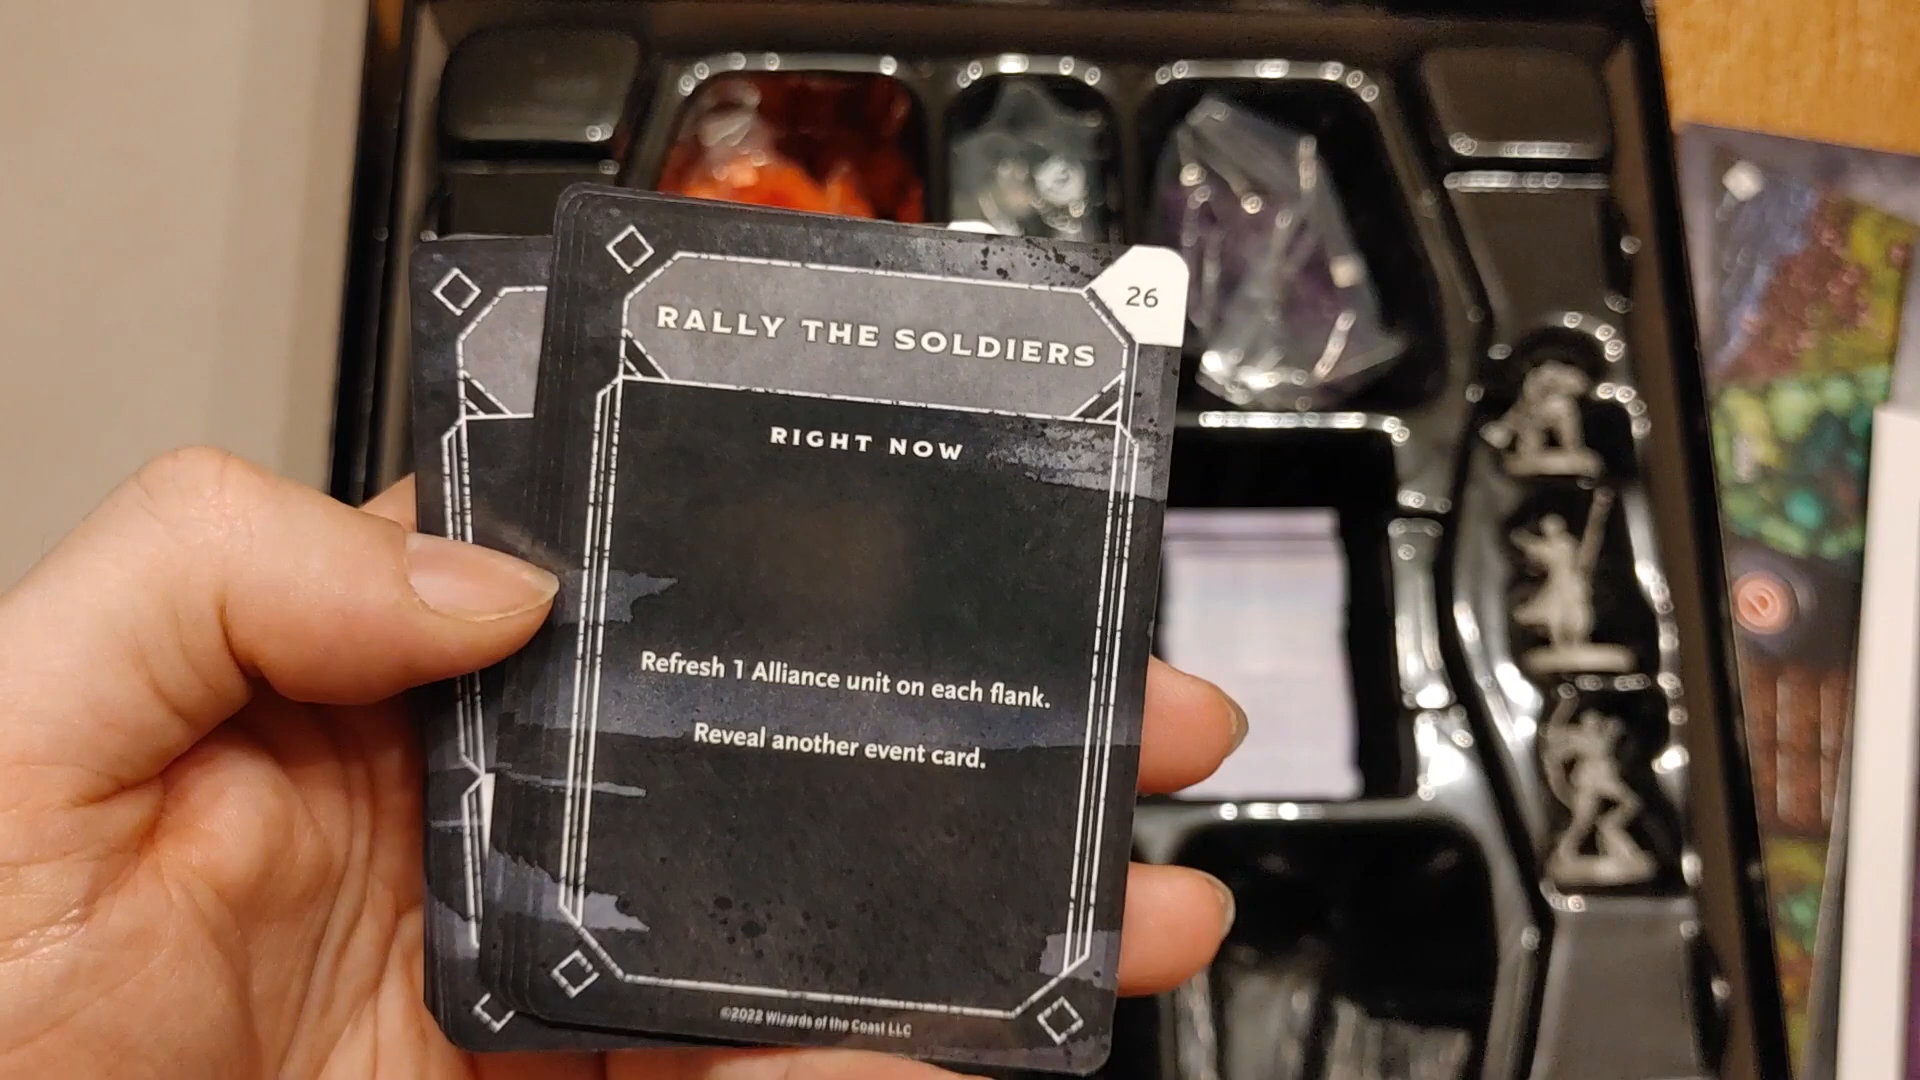 RALLY THE SOLDIERS
26
RIGHT NOW
Refresh 1 Alliance unit on each flank.
Reveal another event card.
©2022 Wizards of the Coast LLC